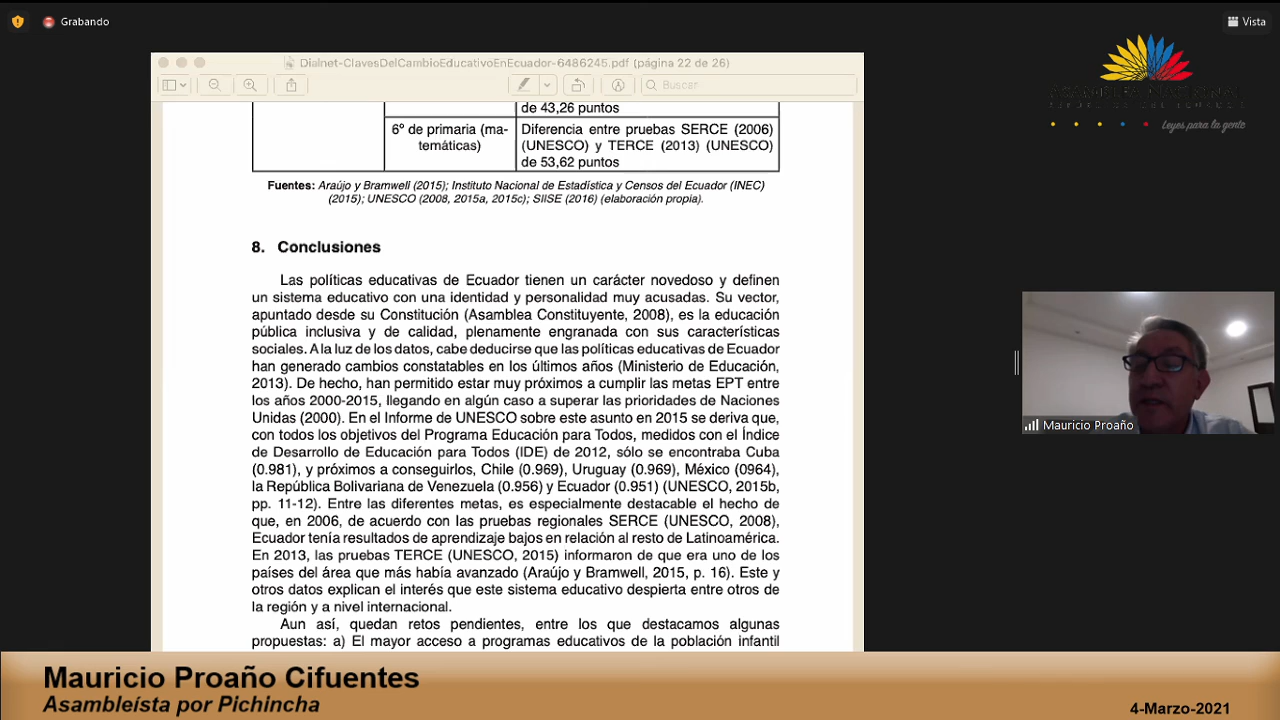 Grabando
Vista
Dialnet-ClavesDelCambioEducativoEnEcuador-6486245.pdf (página 22 de 26)
Buscar
ASAMBLEA NACIONAL
REPÚBLICA DEL ECUADOR
Leyes para la gente
de 43,26 puntos
6º de primaria (ma-
temáticas)
Diferencia entre pruebas SERCE (2006)
(UNESCO) y TERCE (2013) (UNESCO)
de 53,62 puntos
Fuentes: Araújo y Bramwell (2015); Instituto Nacional de Estadística y Censos del Ecuador (INEC)
(2015); UNESCO (2008, 2015a, 2015c); SIISE (2016) (elaboración propia).
8. Conclusiones
Las políticas educativas de Ecuador tienen un carácter novedoso y definen
un sistema educativo con una identidad y personalidad muy acusadas. Su vector,
apuntado desde su Constitución (Asamblea Constituyente, 2008), es la educación
pública inclusiva y de calidad, plenamente engranada con sus características
sociales. A la luz de los datos, cabe deducirse que las políticas educativas de Ecuador
han generado cambios constatables en los últimos años (Ministerio de Educación,
2013). De hecho, han permitido estar muy próximos a cumplir las metas EPT entre
los años 2000-2015, llegando en algún caso a superar las prioridades de Naciones
Unidas (2000). En el Informe de UNESCO sobre este asunto en 2015 se deriva que,
con todos los objetivos del Programa Educación para Todos, medidos con el Índice
de Desarrollo de Educación para Todos (IDE) de 2012, sólo se encontraba Cuba
(0.981), y próximos a conseguirlos, Chile (0.969), Uruguay (0.969), México (0964),
la República Bolivariana de Venezuela (0.956) y Ecuador (0.951) (UNESCO, 2015b,
pp. 11-12). Entre las diferentes metas, es especialmente destacable el hecho de
que, en 2006, de acuerdo con las pruebas regionales SERCE (UNESCO, 2008),
Ecuador tenía resultados de aprendizaje bajos en relación al resto de Latinoamérica.
En 2013, las pruebas TERCE (UNESCO, 2015) informaron de que era uno de los
países del área que más había avanzado (Araújo y Bramwell, 2015, p. 16). Este y
otros datos explican el interés que este sistema educativo despierta entre otros de
la región y a nivel internacional.
Aun así, quedan retos pendientes, entre los que destacamos algunas
propuestas: a) El mayor acceso a programas educativos de la población infantil
Mauricio Proaño
Mauricio Proaño Cifuentes
Asambleísta por Pichincha
4-Marzo-2021